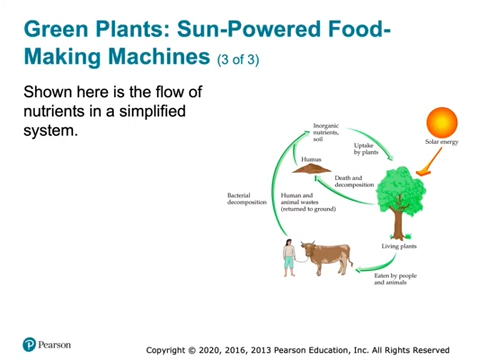 Green Plants: Sun-Powered Food-
Making Machines (3 of 3)
Shown here is the flow of
nutrients in a simplified
system.
Inorganic
nutrients,
soil
Uptake
by plants
Solar energy
Humus
Death and
decomposition
Bacterial
decomposition
Human and
animal wastes
(returned to ground)
Living plants
Eaten by people
and animals
Pearson
Copyright © 2020, 2016, 2013 Pearson Education, Inc. All Rights Reserved